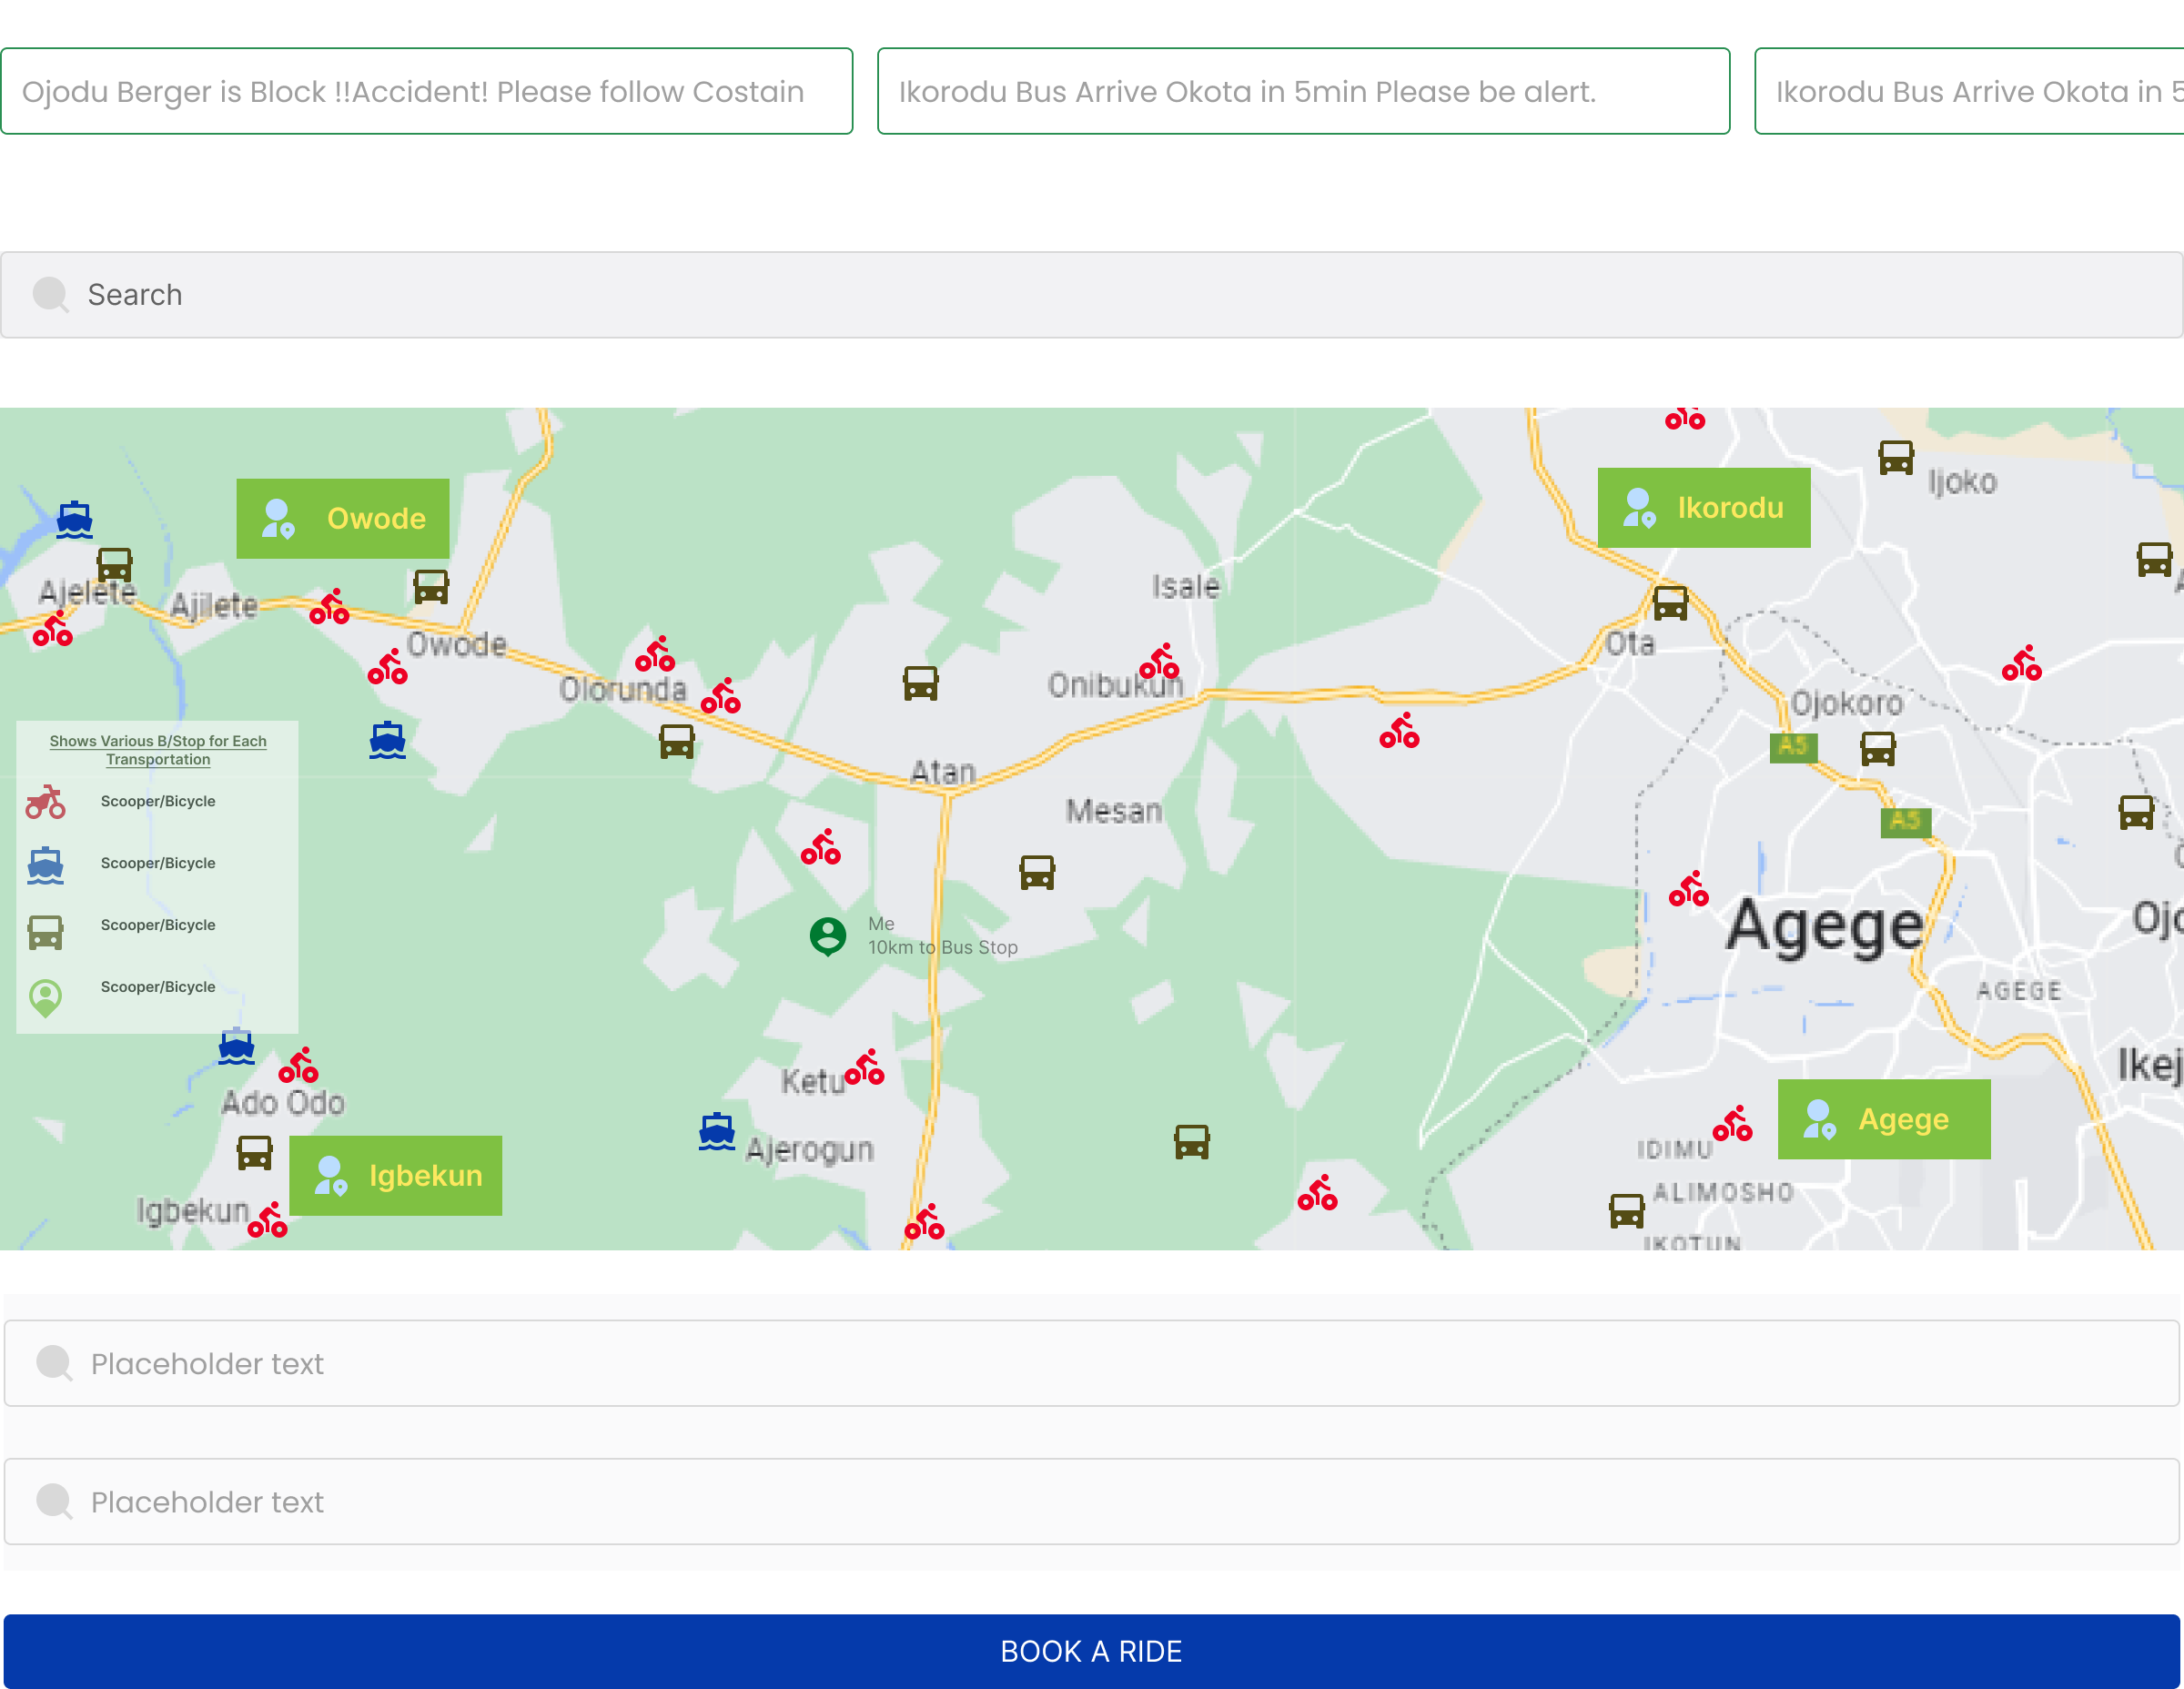 Ojodu Berger is Block !!Accident! Please follow Costain
Ikorodu Bus Arrive Okota in 5min Please be alert.
Ikorodu Bus Arrive Okota in 5
Search
Ijoko
Owode
Ikorodu
Isale
Ajelete
Ajilete
Owode
Ota
Olorunda
Onibukun
Ojokoro
A5
Shows Various B/Stop for Each
Transportation
Atan
Mesan
A5
Scooper/Bicycle
Scooper/Bicycle
Scooper/Bicycle
Scooper/Bicycle
Me
10km to Bus Stop
Agege
Ojo
AGEGE
Ikej
Ketu
Ado Odo
Agege
Ajerogun
IDIMU
Igbekun
ALIMOSHO
Igbekun
IKOTUN
Placeholder text
Placeholder text
BOOK A RIDE